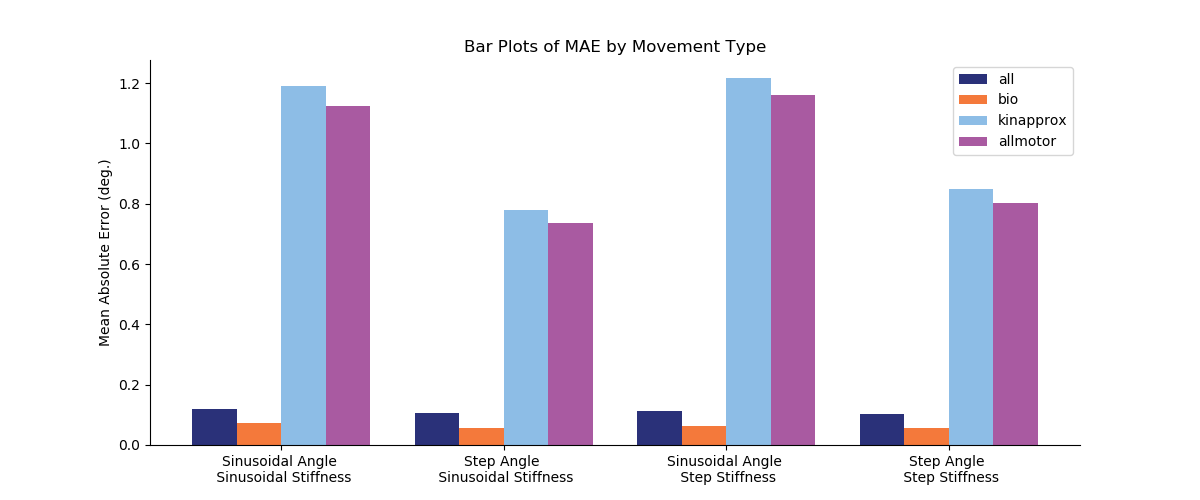 Bar Plots of MAE by Movement Type
all
bio
kinapprox
allmotor
Mean Absolute Error (deg.)
1.2
1.0
0.8
0.6
0.4
0.2
0.0
Sinusoidal Angle
Sinusoidal Stiffness
Step Angle
Sinusoidal Stiffness
Sinusoidal Angle
Step Stiffness
Step Angle
Step Stiffness